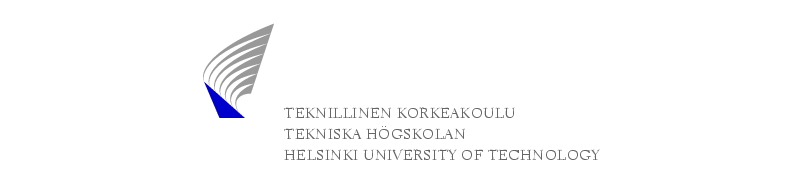 TEKNILLINEN KORKEAKOULU
TEKNISKA HÖGSKOLAN
HELSINKI UNIVERSITY OF TECHNOLOGY